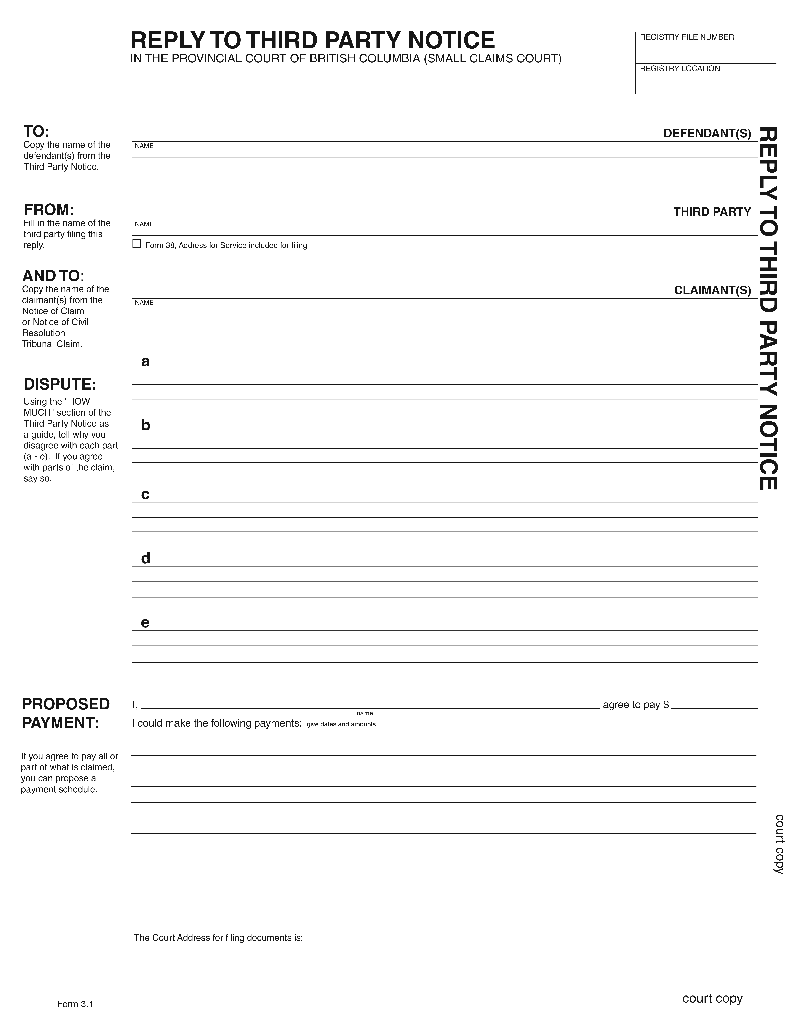 REPLY TO THIRD PARTY NOTICE
IN THE PROVINCIAL COURT OF BRITISH COLUMBIA (SMALL CLAIMS COURT)
REGISTRY FILE NUMBER
REGISTRY LOCATION
TO:
Copy the name of the
defendant(s) from the
Third Party Notice.
DEFENDANT(S)
NAME
FROM:
Fill in the name of the
third party filing this
reply.
THIRD PARTY
NAME
Form 38, Address for Service included for filing
AND TO:
Copy the name of the
claimant(s) from the
Notice of Claim
or Notice of Civil
Resolution
Tribunal Claim.
CLAIMANT(S)
NAME
DISPUTE:
Using the "HOW
MUCH" section of the
Third Party Notice as
a guide, tell why you
disagree with each part
(a - e). If you agree
with parts of the claim,
say so.
a
b
c
d
e
PROPOSED
PAYMENT:
If you agree to pay all or
part of what is claimed,
you can propose a
payment schedule.
I, agree to pay $
name
I could make the following payments: give dates and amounts
The Court Address for filing documents is:
Form 3.1
court copy
REPLY TO THIRD PARTY NOTICE
court copy